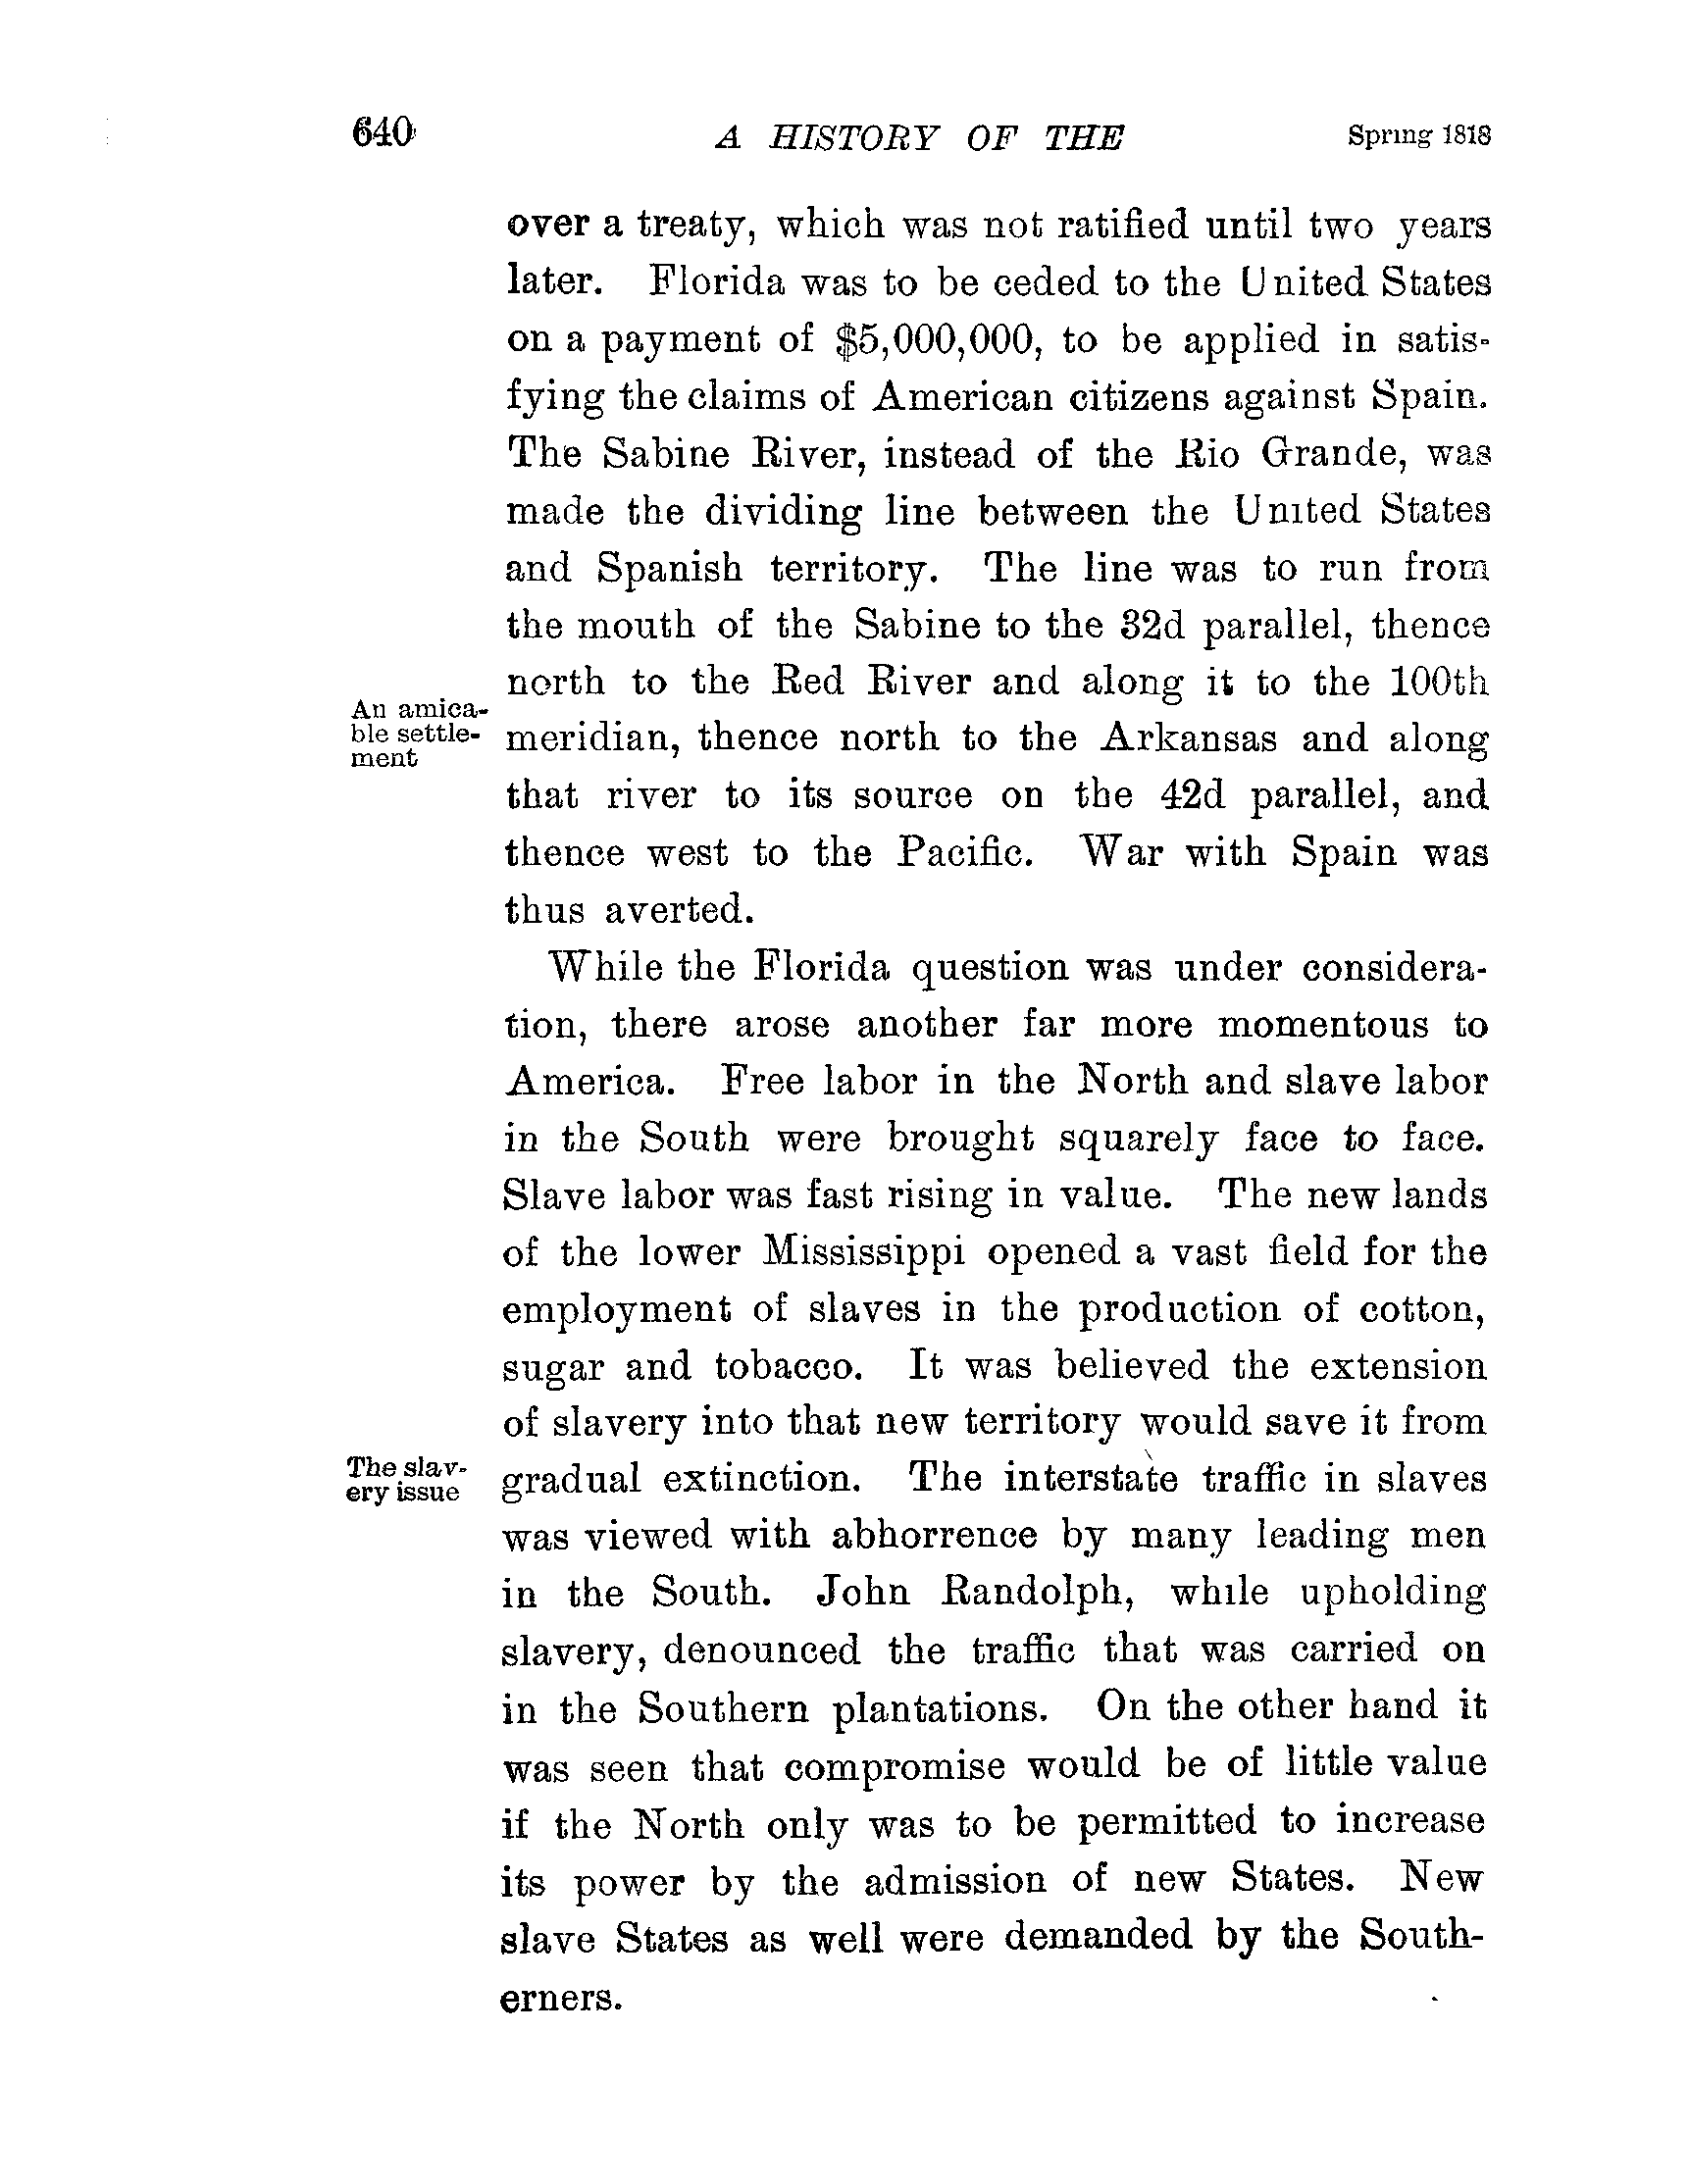 640 A HISTORY OF THE Spring 1818
over a treaty, which was not ratified until two years
later. Florida was to be ceded to the United States
on a payment of $5,000,000, to be applied in satis-
fying the claims of American citizens against Spain.
The Sabine River, instead of the Rio Grande, was
made the dividing line between the United States
and Spanish territory. The line was to run from
the mouth of the Sabine to the 32d parallel, thence
north to the Red River and along it to the 100th
An amica-
ble settle-
ment
meridian, thence north to the Arkansas and along
that river to its source on the 42d parallel, and
thence west to the Pacific. War with Spain was
thus averted.
While the Florida question was under considera-
tion, there arose another far more momentous to
America. Free labor in the North and slave labor
in the South were brought squarely face to face.
Slave labor was fast rising in value. The new lands
of the lower Mississippi opened a vast field for the
employment of slaves in the production of cotton,
sugar and tobacco. It was believed the extension
of slavery into that new territory would save it from
The slav-
ery issue
gradual extinction. The interstate traffic in slaves
was viewed with abhorrence by many leading men
in the South. John Randolph, while upholding
slavery, denounced the traffic that was carried on
in the Southern plantations. On the other hand it
was seen that compromise would be of little value
if the North only was to be permitted to increase
its power by the admission of new States. New
slave States as well were demanded by the South-
erners.